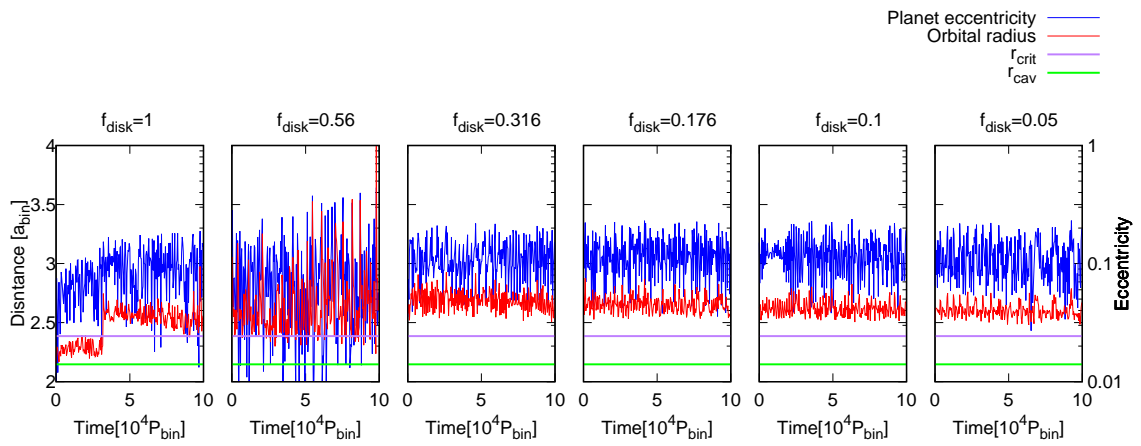 Planet eccentricity
Orbital radius
r_crit
r_cav
f_disk=1
f_disk=0.56
f_disk=0.316
f_disk=0.176
f_disk=0.1
f_disk=0.05
4
3.5
3
2.5
2
Disntance [a_bin]
1
0.1
0.01
Eccentricity
0 5 10
0 5 10
0 5 10
0 5 10
0 5 10
0 5 10
Time[10^4P_bin]
Time[10^4P_bin]
Time[10^4P_bin]
Time[10^4P_bin]
Time[10^4P_bin]
Time[10^4P_bin]